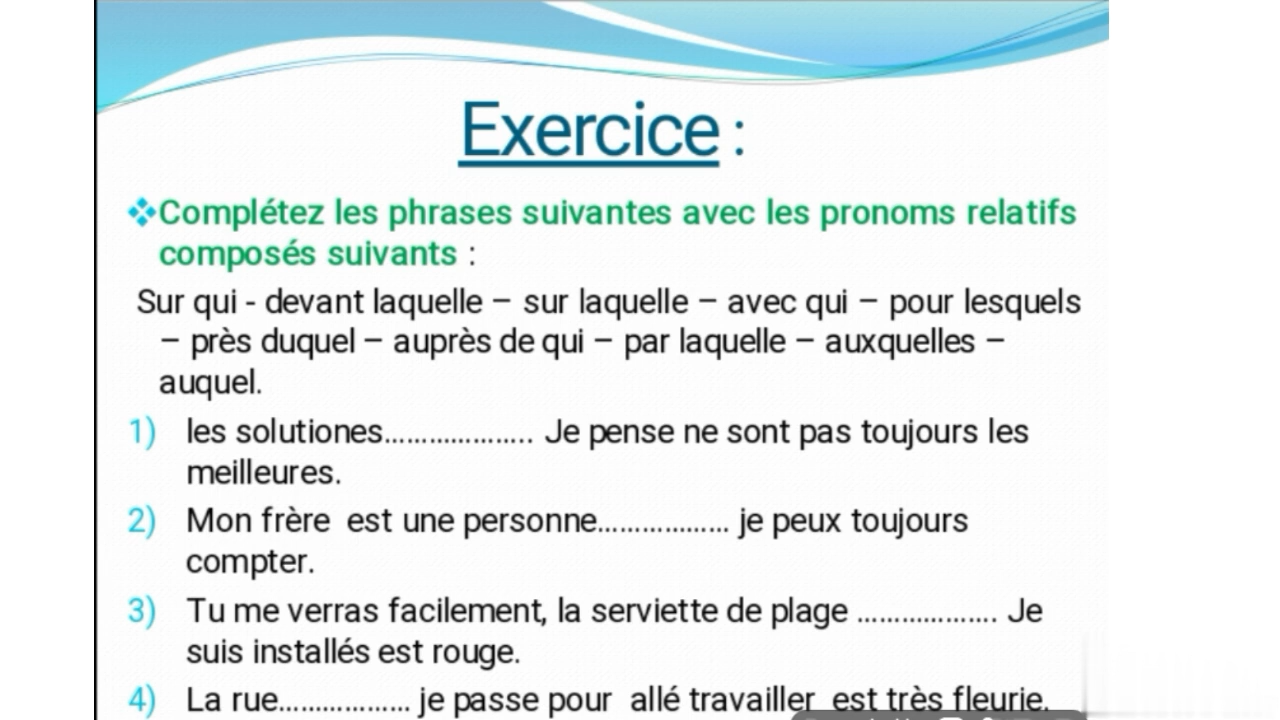 Exercice :
Complétez les phrases suivantes avec les pronoms relatifs
composés suivants :
Sur qui - devant laquelle – sur laquelle – avec qui – pour lesquels
– près duquel – auprès de qui – par laquelle – auxquelles –
auquel.
1) les solutiones……………….. Je pense ne sont pas toujours les
meilleures.
2) Mon frère est une personne……………… je peux toujours
compter.
3) Tu me verras facilement, la serviette de plage ………………. Je
suis installés est rouge.
4) La rue……………… je passe pour allé travailler est très fleurie.